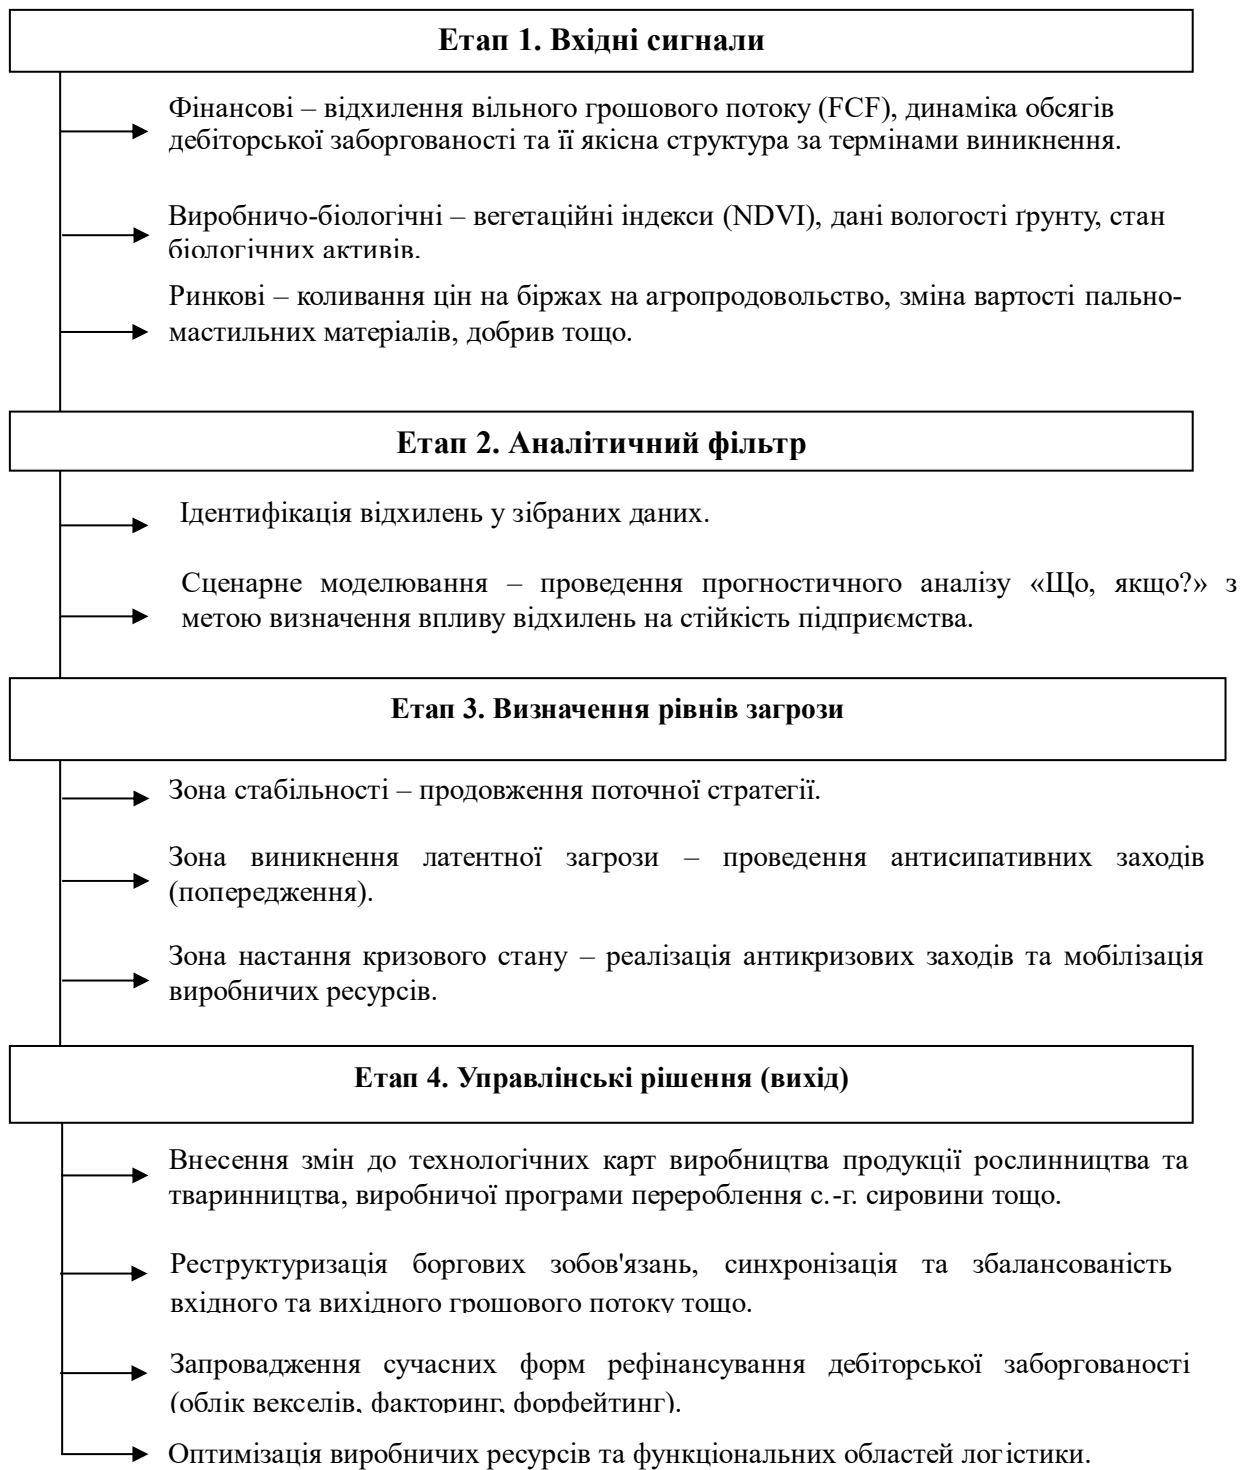 Етап 1. Вхідні сигнали
Фінансові – відхилення вільного грошового потоку (FCF), динаміка обсягів
дебіторської заборгованості та її якісна структура за термінами виникнення.
Виробничо-біологічні – вегетаційні індекси (NDVI), дані вологості ґрунту, стан
біологічних активів.
Ринкові – коливання цін на біржах на агропродовольство, зміна вартості пально-
мастильних матеріалів, добрив тощо.
Етап 2. Аналітичний фільтр
Ідентифікація відхилень у зібраних даних.
Сценарне моделювання – проведення прогностичного аналізу «Що, якщо?» з
метою визначення впливу відхилень на стійкість підприємства.
Етап 3. Визначення рівнів загрози
Зона стабільності – продовження поточної стратегії.
Зона виникнення латентної загрози – проведення антисипативних заходів
(попередження).
Зона настання кризового стану – реалізація антикризових заходів та мобілізація
виробничих ресурсів.
Етап 4. Управлінські рішення (вихід)
Внесення змін до технологічних карт виробництва продукції рослинництва та
тваринництва, виробничої програми перероблення с.-г. сировини тощо.
Реструктуризація боргових зобов'язань, синхронізація та збалансованість
вхідного та вихідного грошового потоку тощо.
Запровадження сучасних форм рефінансування дебіторської заборгованості
(облік векселів, факторинг, форфейтинг).
Оптимізація виробничих ресурсів та функціональних областей логістики.